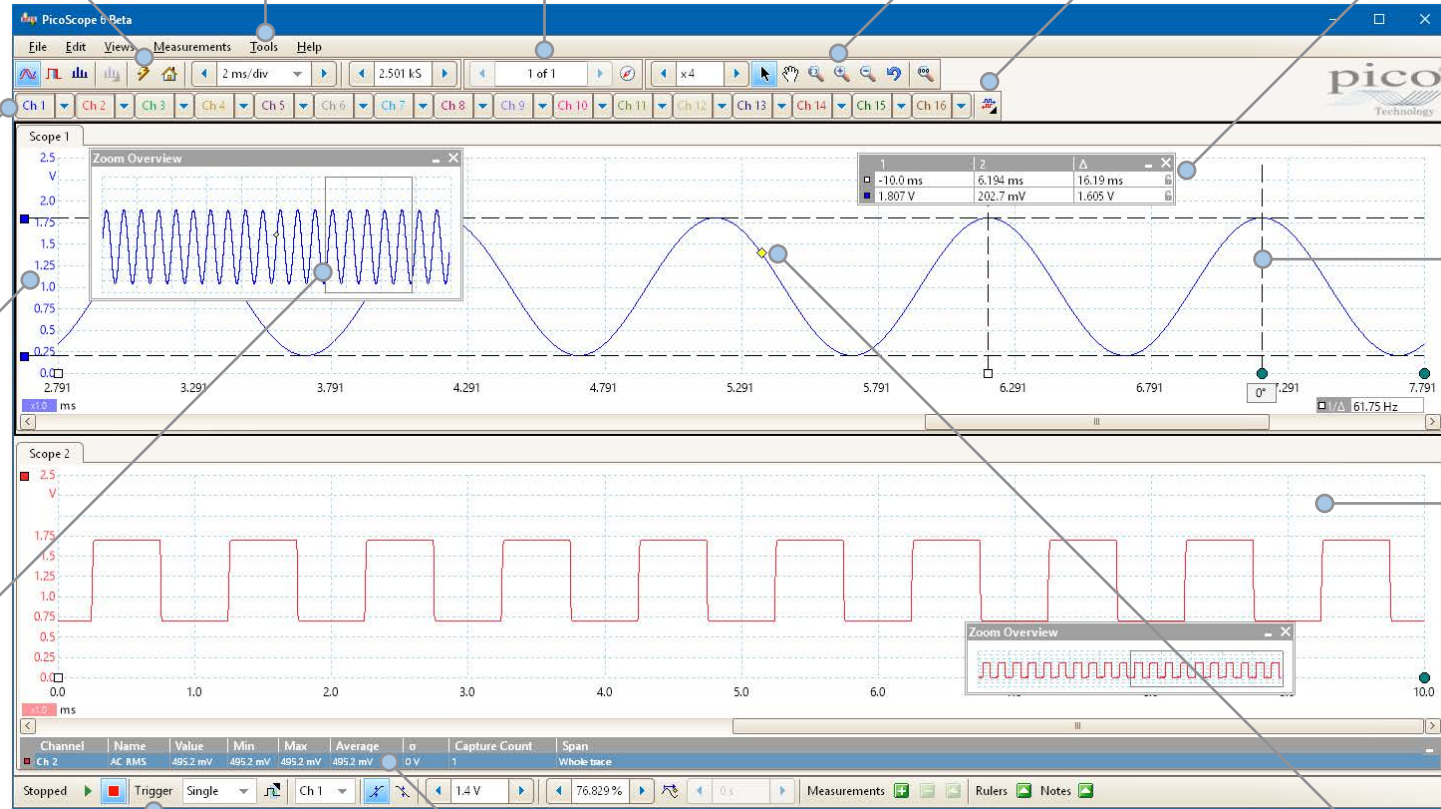 PicoScope 6 Beta
File Edit Views Measurements Tools Help
2 ms/div 2.501 kS 1 of 1 x4
pico
Technology
Ch 1 Ch 2 Ch 3 Ch 4 Ch 5 Ch 6 Ch 7 Ch 8 Ch 9 Ch 10 Ch 11 Ch 12 Ch 13 Ch 14 Ch 15 Ch 16
Scope 1
2.5
V
2.0
1.75
1.5
1.25
1.0
0.75
0.5
0.25
0.0
Zoom Overview
1 2 Δ
-10.0 ms 6.194 ms 16.19 ms
1.807 V 202.7 mV 1.605 V
2.791 3.291 3.791 4.291 4.791 5.291 5.791 6.291 6.791 7.291 7.791
0°
x1.0 ms
1/Δ 61.75 Hz
Scope 2
2.5
V
1.75
1.5
1.25
1.0
0.75
0.5
0.25
0.0
Zoom Overview
0.0 1.0 2.0 3.0 4.0 5.0 6.0 10.0
x1.0 ms
Channel Name Value Min Max Average σ Capture Count Span
Ch 2 AC RMS 495.2 mV 495.2 mV 495.2 mV 495.2 mV 0 V 1 Whole trace
Stopped Trigger Single Ch 1 1.4 V 76.829 % 0 s Measurements Rulers Notes